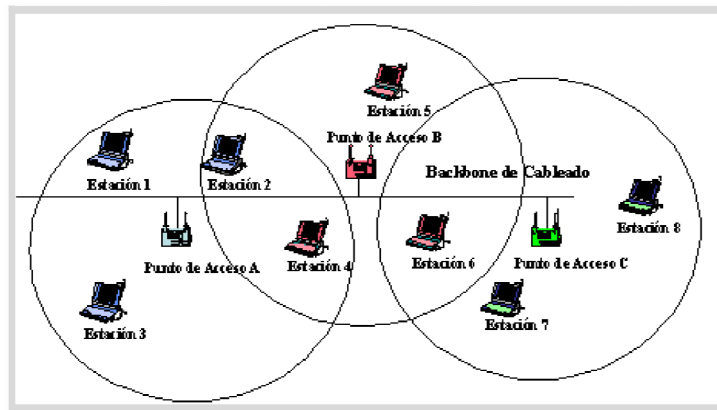 Estación 5
Punto de Acceso B
Estación 1
Estación 2
Backbone de Cableado
Estación 4
Estación 6
Estación 8
Punto de Acceso A
Punto de Acceso C
Estación 3
Estación 7